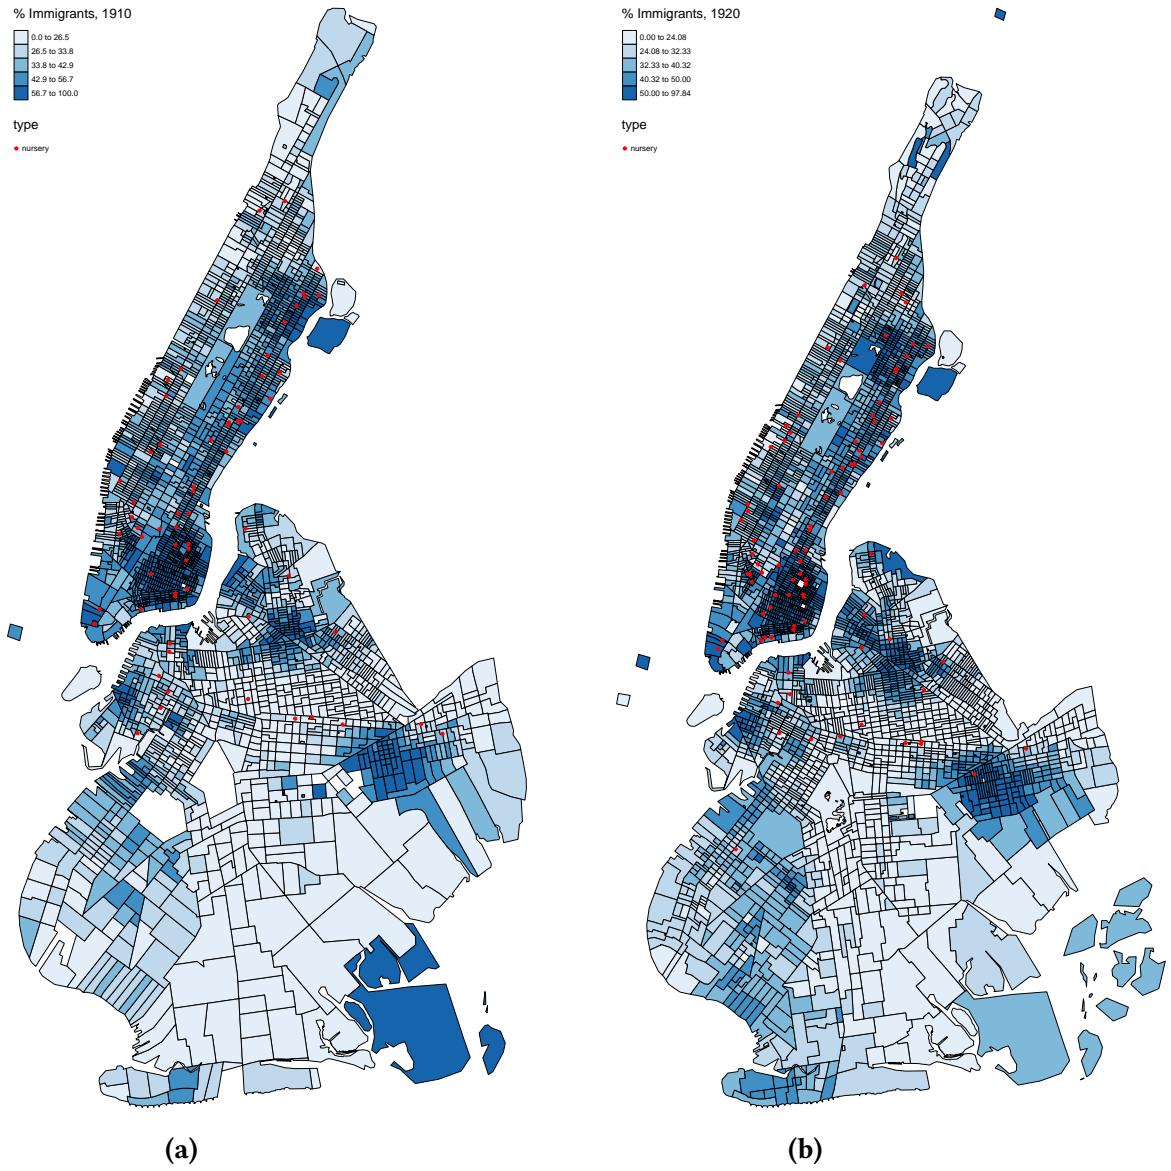 % Immigrants, 1910
0.0 to 26.5
26.5 to 33.8
33.8 to 42.9
42.9 to 56.7
56.7 to 100.0
type
nursery
(a)
% Immigrants, 1920
0.00 to 24.08
24.08 to 32.33
32.33 to 40.32
40.32 to 50.00
50.00 to 97.84
type
nursery
(b)